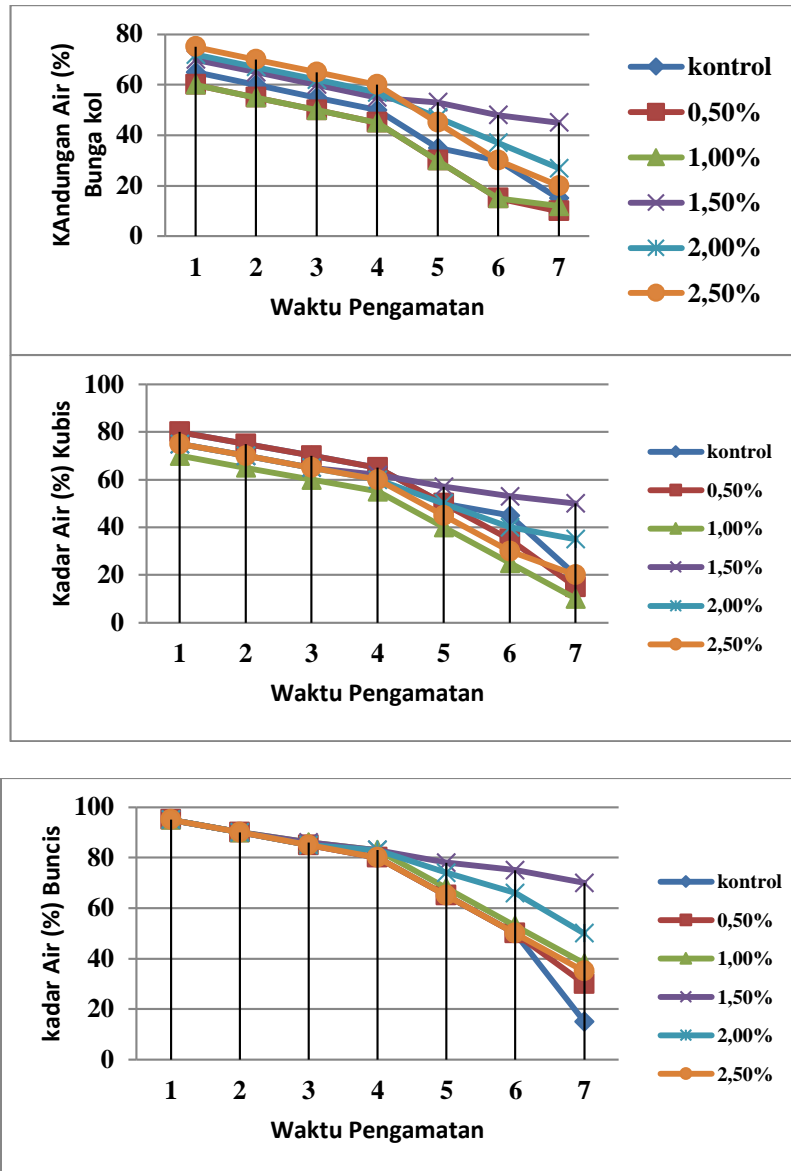 KAndungan Air (%)
Bunga kol
80
60
40
20
0
1 2 3 4 5 6 7
Waktu Pengamatan
kontrol
0,50%
1,00%
1,50%
2,00%
2,50%
Kadar Air (%) Kubis
100
80
60
40
20
0
1 2 3 4 5 6 7
Waktu Pengamatan
kontrol
0,50%
1,00%
1,50%
2,00%
2,50%
kadar Air (%) Buncis
100
80
60
40
20
0
1 2 3 4 5 6 7
Waktu Pengamatan
kontrol
0,50%
1,00%
1,50%
2,00%
2,50%